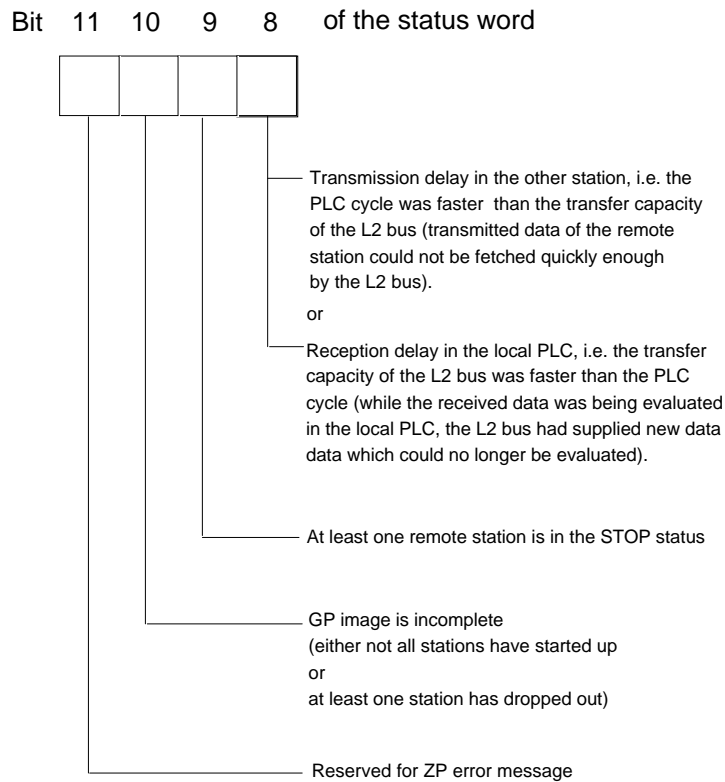 Bit 11 10 9 8 of the status word
Transmission delay in the other station, i.e. the
PLC cycle was faster than the transfer capacity
of the L2 bus (transmitted data of the remote
station could not be fetched quickly enough
by the L2 bus).
or
Reception delay in the local PLC, i.e. the transfer
capacity of the L2 bus was faster than the PLC
cycle (while the received data was being evaluated
in the local PLC, the L2 bus had supplied new data
data which could no longer be evaluated).
At least one remote station is in the STOP status
GP image is incomplete
(either not all stations have started up
or
at least one station has dropped out)
Reserved for ZP error message